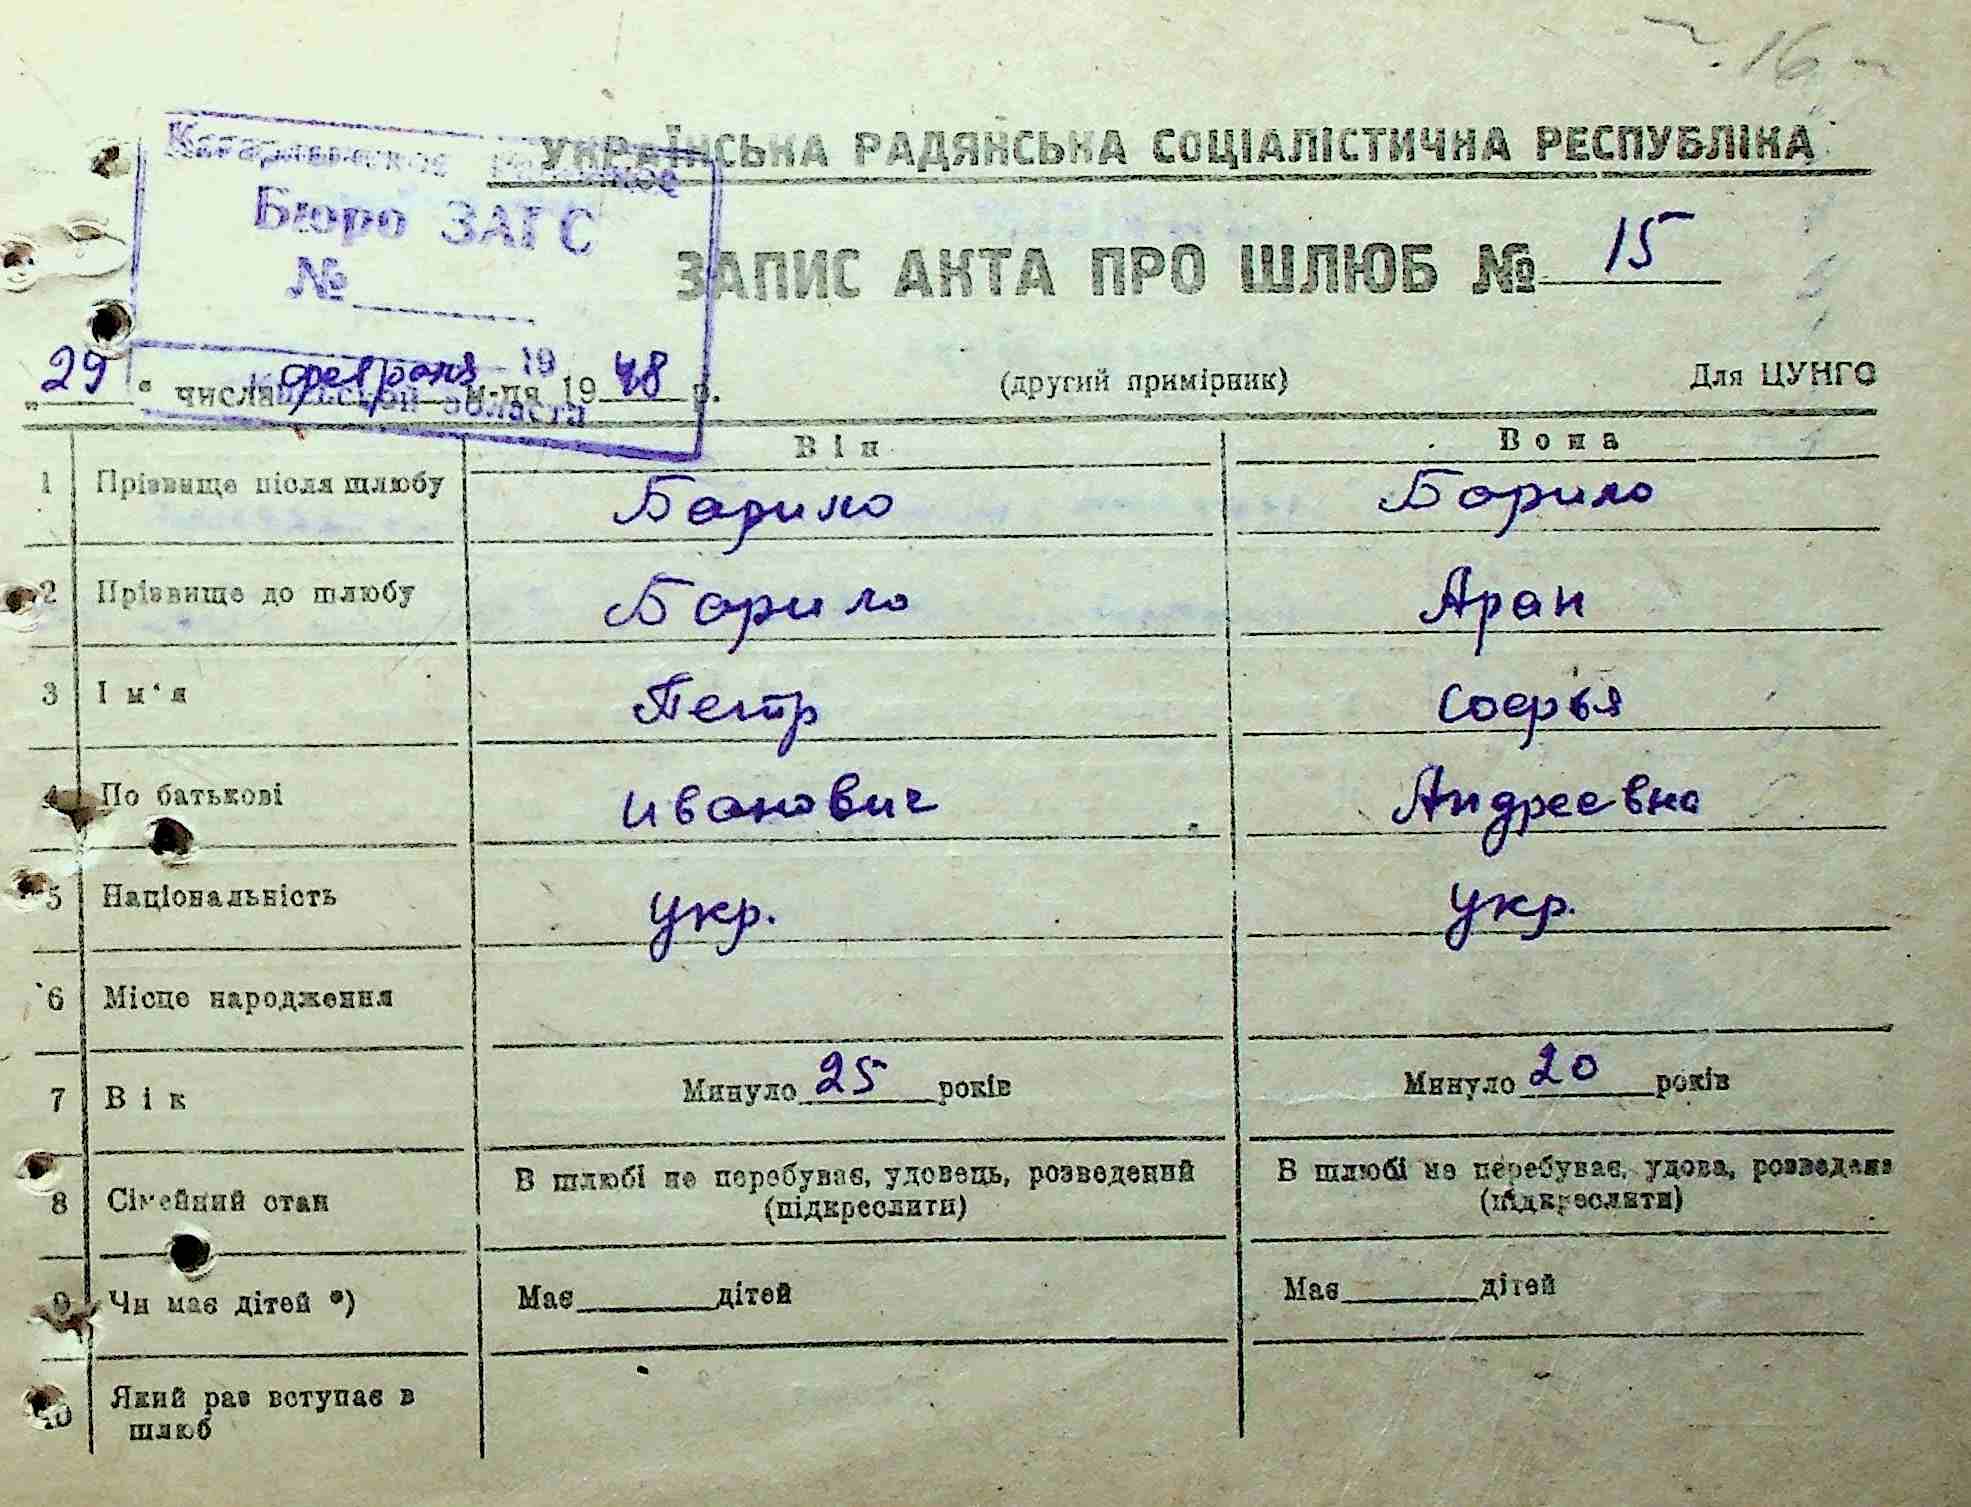 16
УКРАЇНСЬКА РАДЯНСЬКА СОЦІАЛІСТИЧНА РЕСПУБЛІКА
Бюро ЗАГС
№
ЗАПИС АКТА ПРО ШЛЮБ № 15
19
„29“ числа февраля м-ця 1948 р.
области
(другий примірник)
Для ЦУНГО
Він Вона
1 Прізвище після шлюбу Барило Барило
2 Прізвище до шлюбу Барило Аран
3 Ім'я Петр Софья
4 По батькові Иванович Андреевна
5 Національність укр. укр.
6 Місце народження
7 Вік Минуло 25 років Минуло 20 років
8 Сімейний стан В шлюбі не перебуває, удовець, розведений (підкреслити) В шлюбі не перебуває, удова, розведена (підкреслити)
9 Чи має дітей *) Має дітей Має дітей
10 Який раз вступає в
шлюб